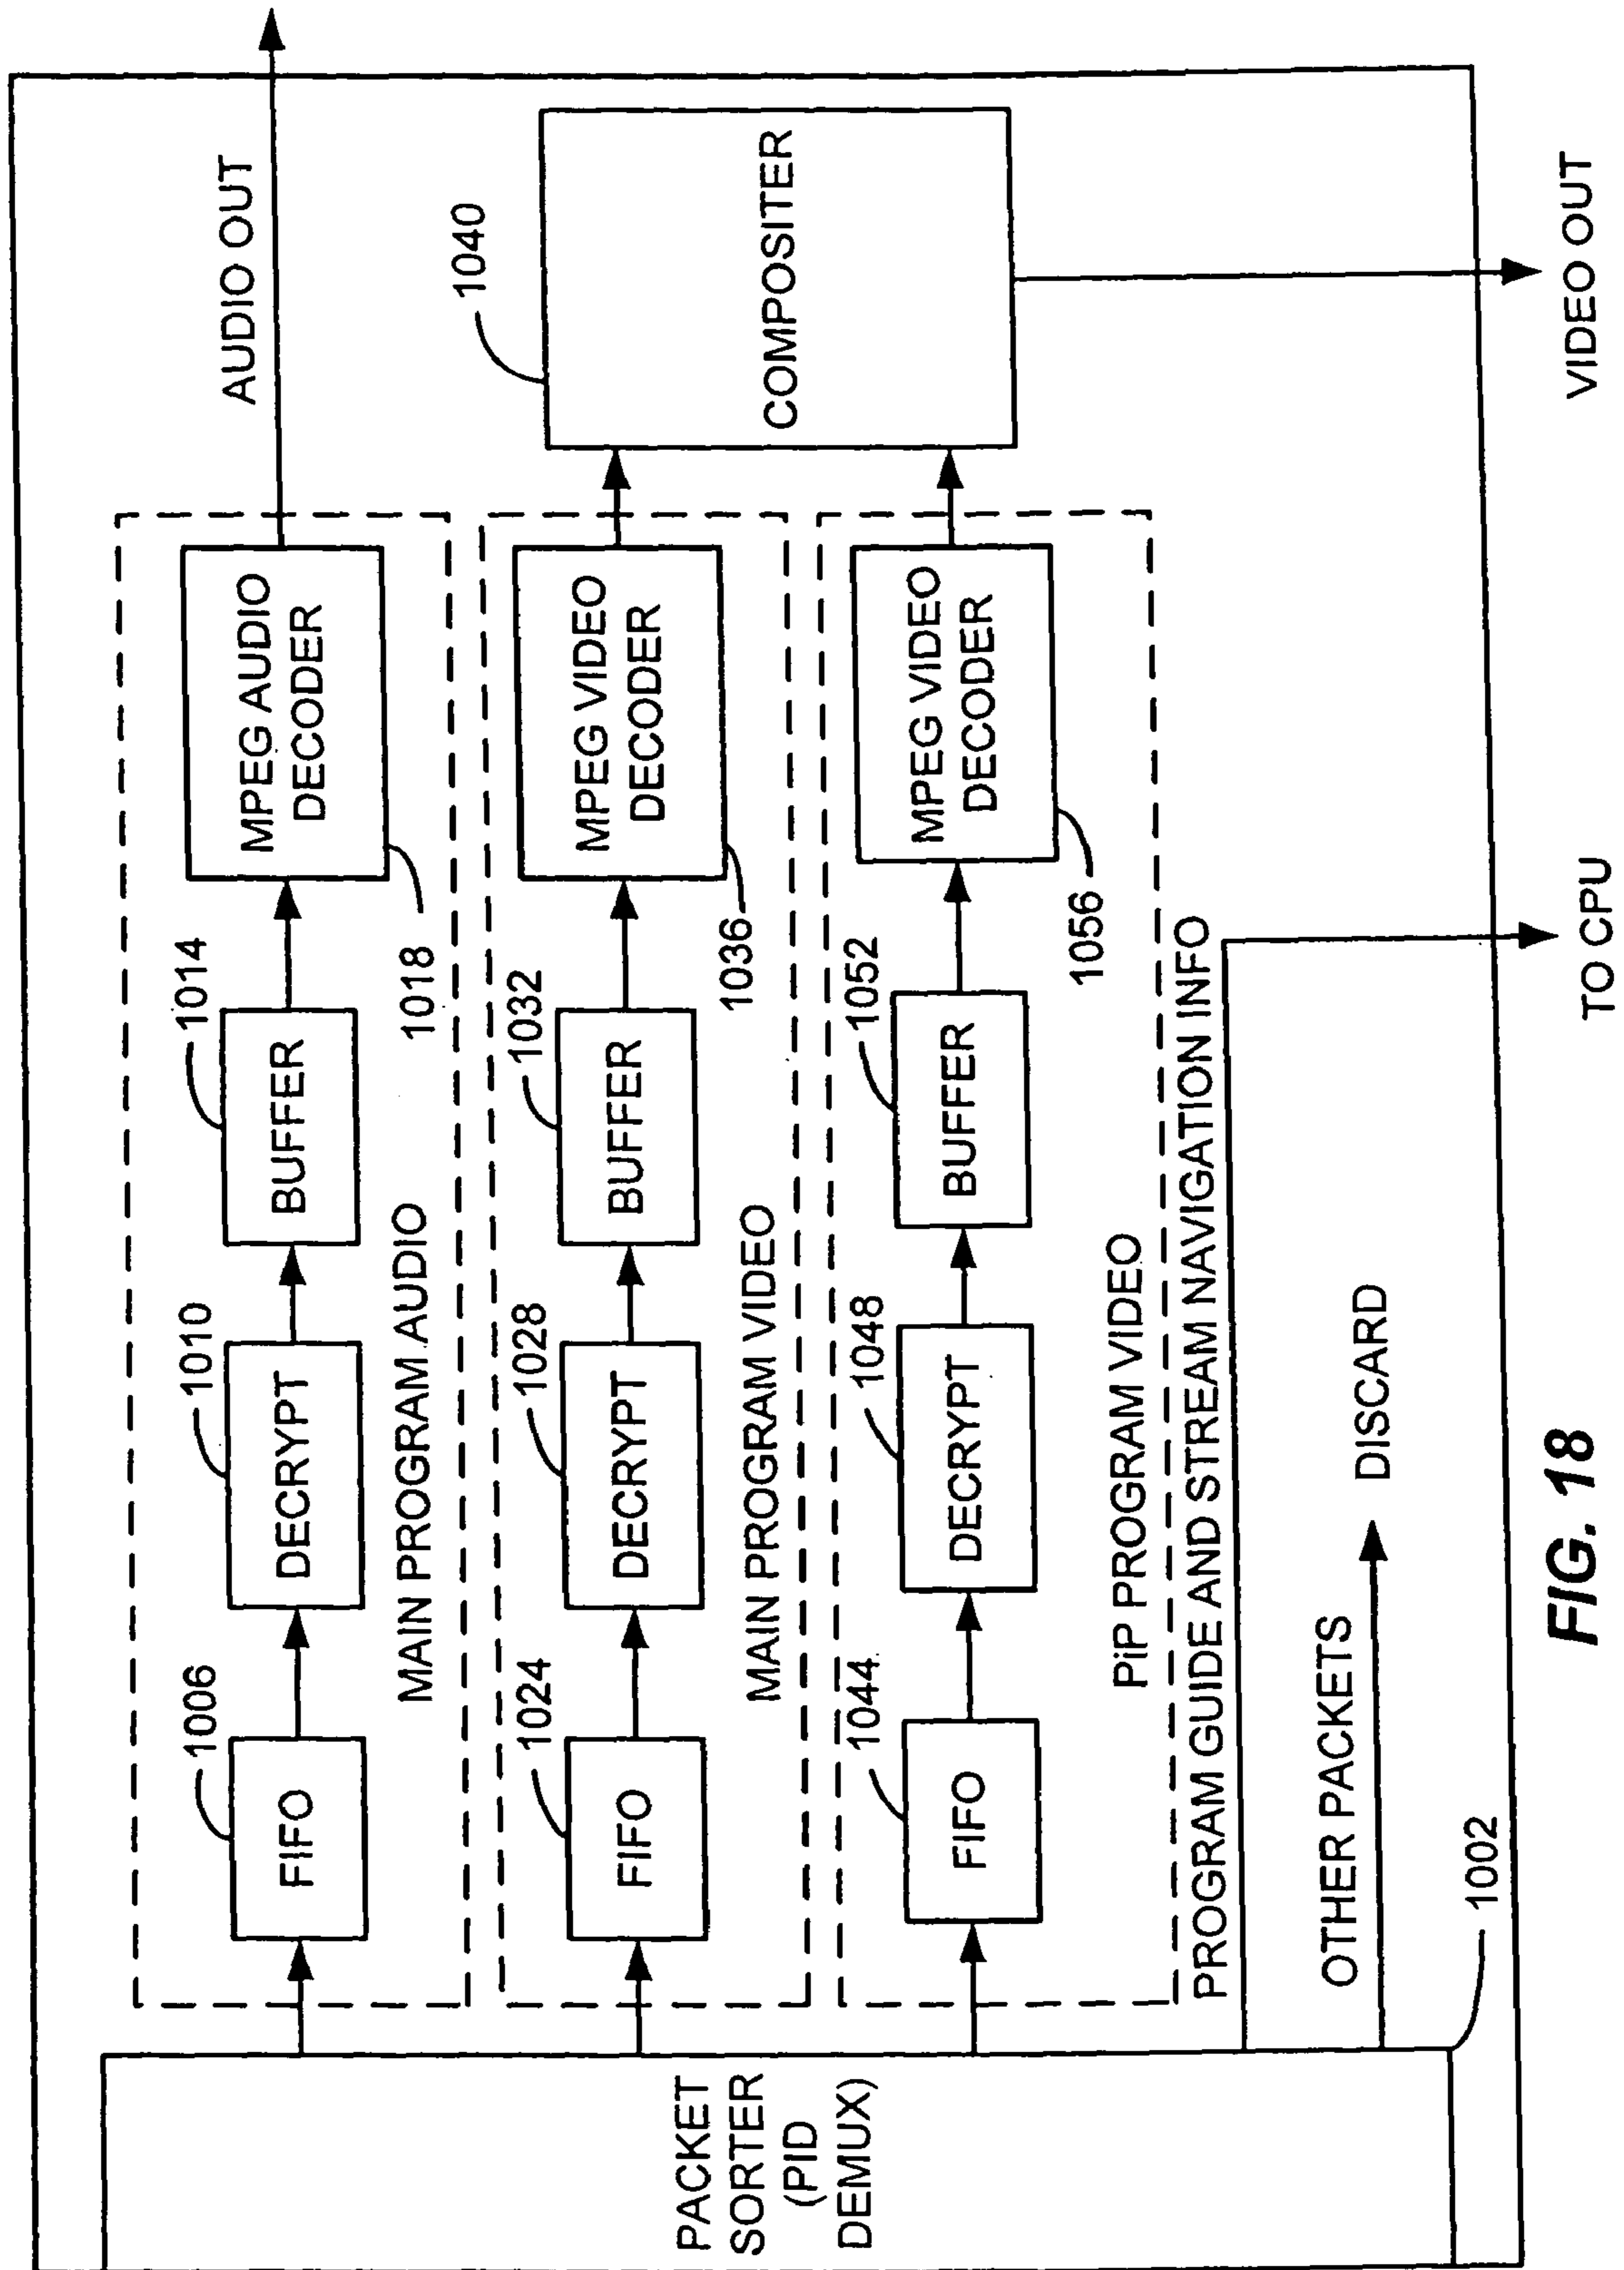 PACKET
SORTER
(PID
DEMUX)
1002
1006
FIFO
1010
DECRYPT
1014
BUFFER
MPEG AUDIO
DECODER
1018
MAIN PROGRAM AUDIO
AUDIO OUT
1024
FIFO
1028
DECRYPT
1032
BUFFER
MPEG VIDEO
DECODER
1036
MAIN PROGRAM VIDEO
1040
COMPOSITER
1044
FIFO
1048
DECRYPT
1052
BUFFER
MPEG VIDEO
DECODER
1056
PiP PROGRAM VIDEO
PROGRAM GUIDE AND STREAM NAVIGATION INFO
OTHER PACKETS
DISCARD
TO CPU
VIDEO OUT
FIG. 18